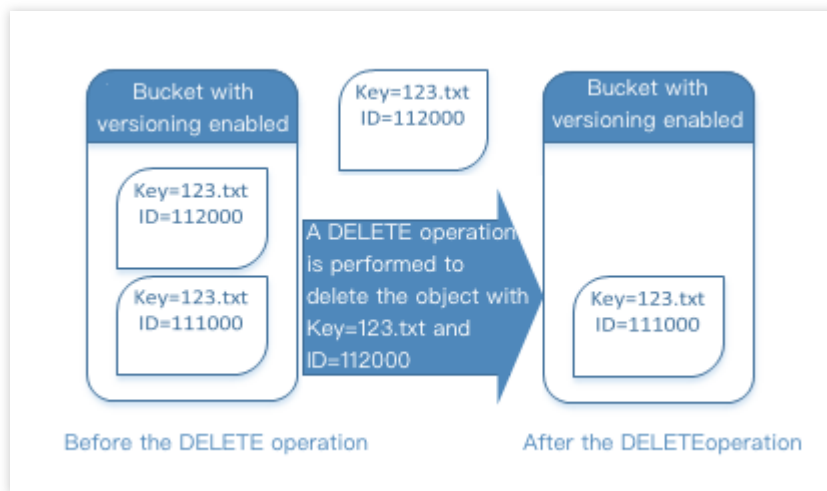 Bucket with
versioning enabled
Key=123.txt
ID=112000
Key=123.txt
ID=111000
Key=123.txt
ID=112000
A DELETE operation
is performed to
delete the object with
Key=123.txt and
ID=112000
Bucket with
versioning enabled
Key=123.txt
ID=111000
Before the DELETE operation
After the DELETEoperation